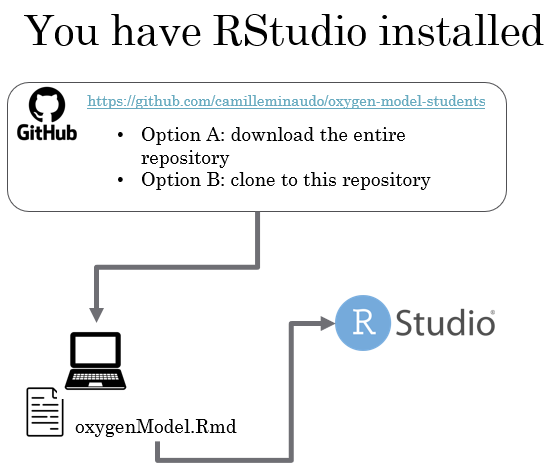 You have RStudio installed
GitHub
https://github.com/camilleminaudo/oxygen-model-students
• Option A: download the entire
repository
• Option B: clone to this repository
R Studio®
oxygenModel.Rmd